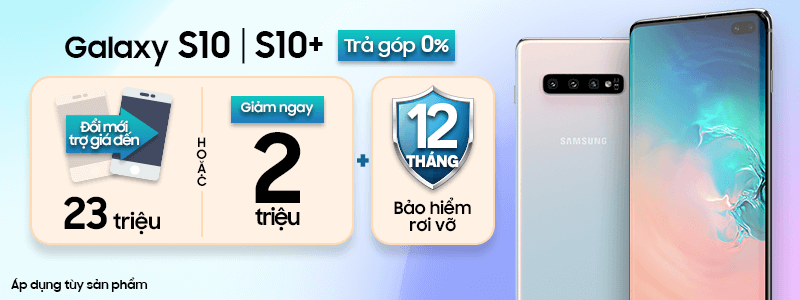 Galaxy S10 | S10+ Trả góp 0%
Đổi mới
trợ giá đến
23 triệu
HOẶC
Giảm ngay
2
triệu
+
12
THÁNG
Bảo hiểm
rơi vỡ
SAMSUNG
Áp dụng tùy sản phẩm